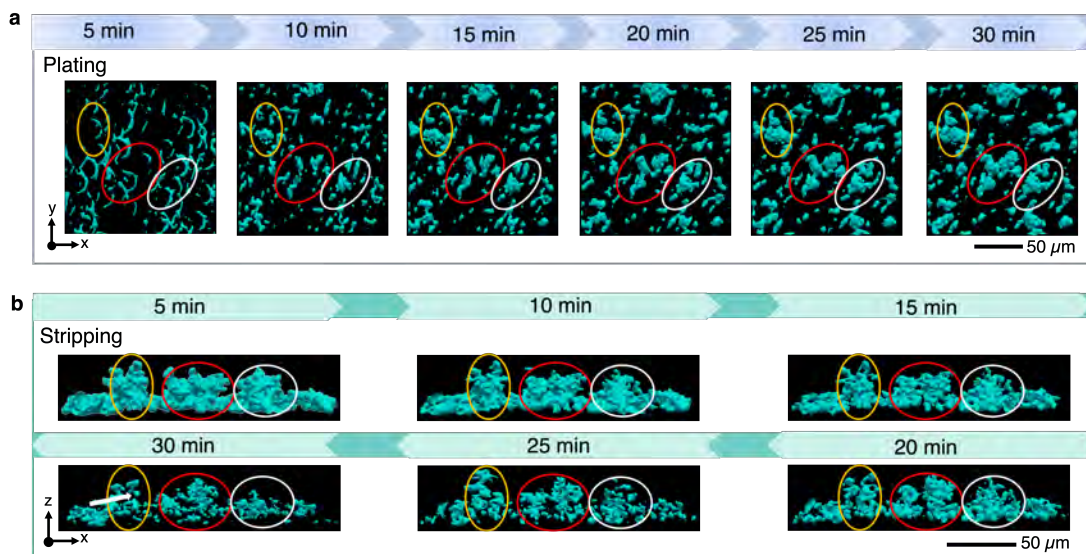 a
5 min 10 min 15 min 20 min 25 min 30 min
Plating
y
x
50 µm
b
5 min 10 min 15 min
Stripping
30 min 25 min 20 min
z
x
50 µm